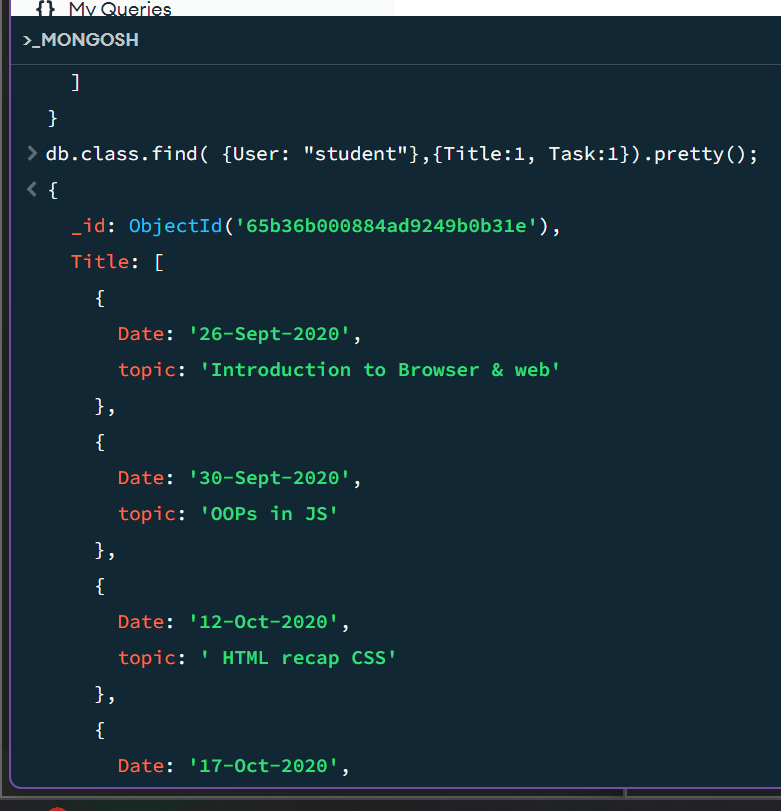 {} My Queries
>_MONGOSH
]
}
> db.class.find( {User: "student"},{Title:1, Task:1}).pretty();
< {
_id: ObjectId('65b36b000884ad9249b0b31e'),
Title: [
{
Date: '26-Sept-2020',
topic: 'Introduction to Browser & web'
},
{
Date: '30-Sept-2020',
topic: 'OOPs in JS'
},
{
Date: '12-Oct-2020',
topic: ' HTML recap CSS'
},
{
Date: '17-Oct-2020',